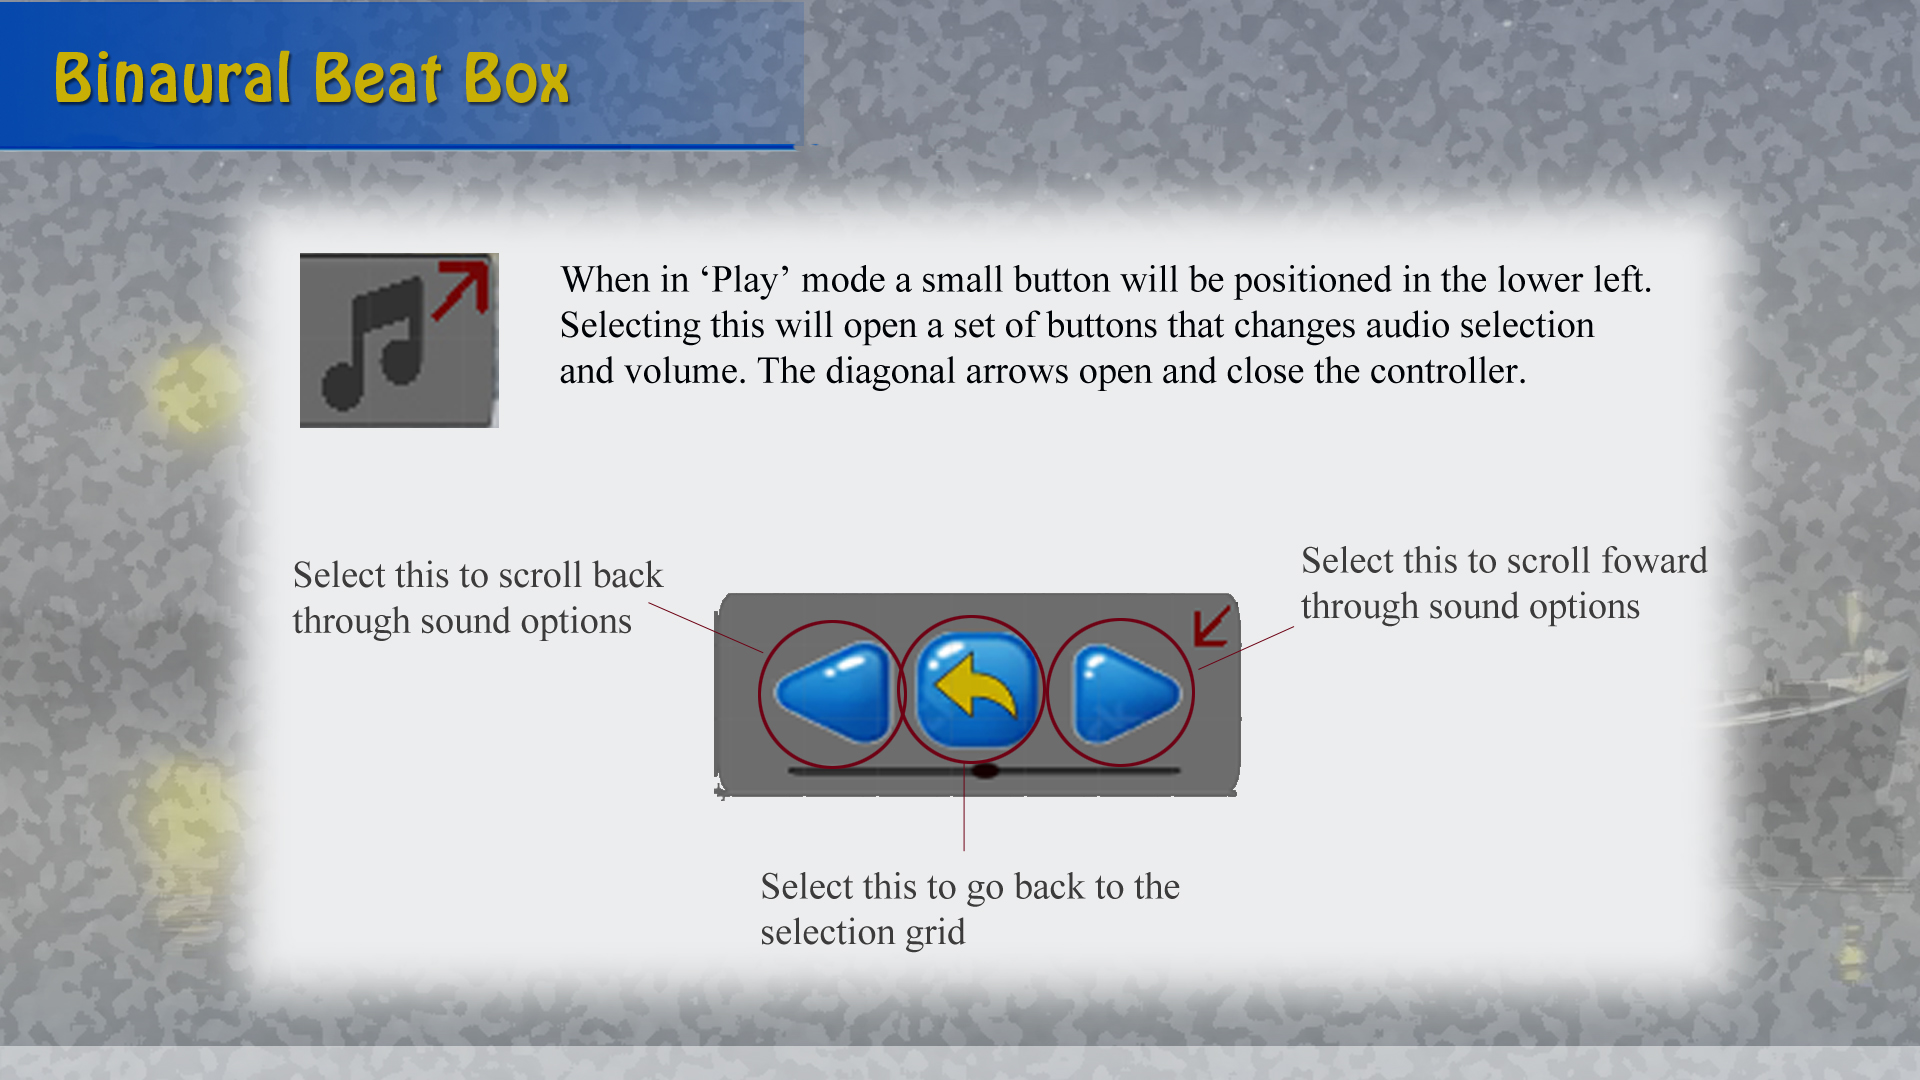 Binaural Beat Box
When in ‘Play’ mode a small button will be positioned in the lower left.
Selecting this will open a set of buttons that changes audio selection
and volume. The diagonal arrows open and close the controller.
Select this to scroll back
through sound options
Select this to scroll foward
through sound options
Select this to go back to the
selection grid